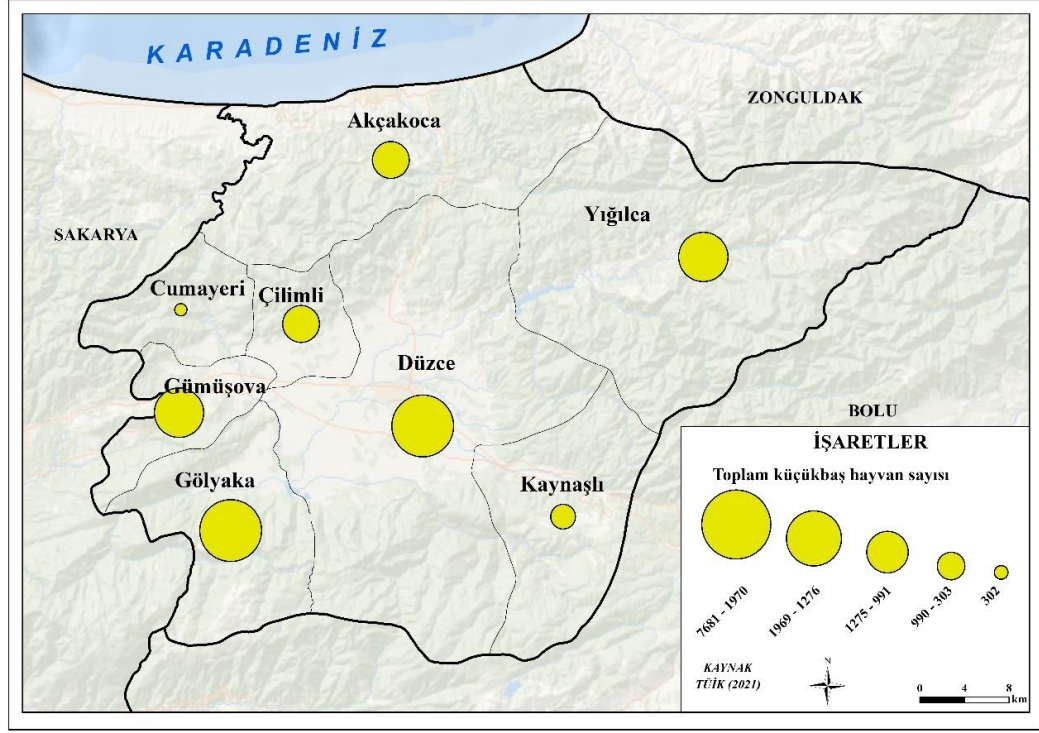 KARADENİZ
ZONGULDAK
Akçakoca
Yığılca
SAKARYA
Cumayeri
Çilimli
Düzce
Gümüşova
BOLU
Gölyaka
Kaynaşlı
İŞARETLER
Toplam küçükbaş hayvan sayısı
7681 - 1970
1969 - 1276
1275 - 991
990 - 303
302
KAYNAK
TÜİK (2021)
N
0 4 8
km